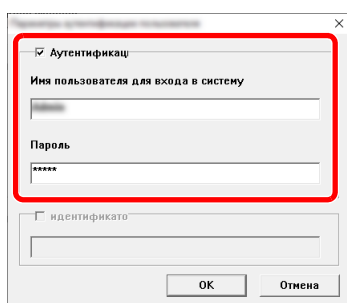 Аутентификац
Имя пользователя для входа в систему
Пароль
*****
идентификато
OK
Отмена